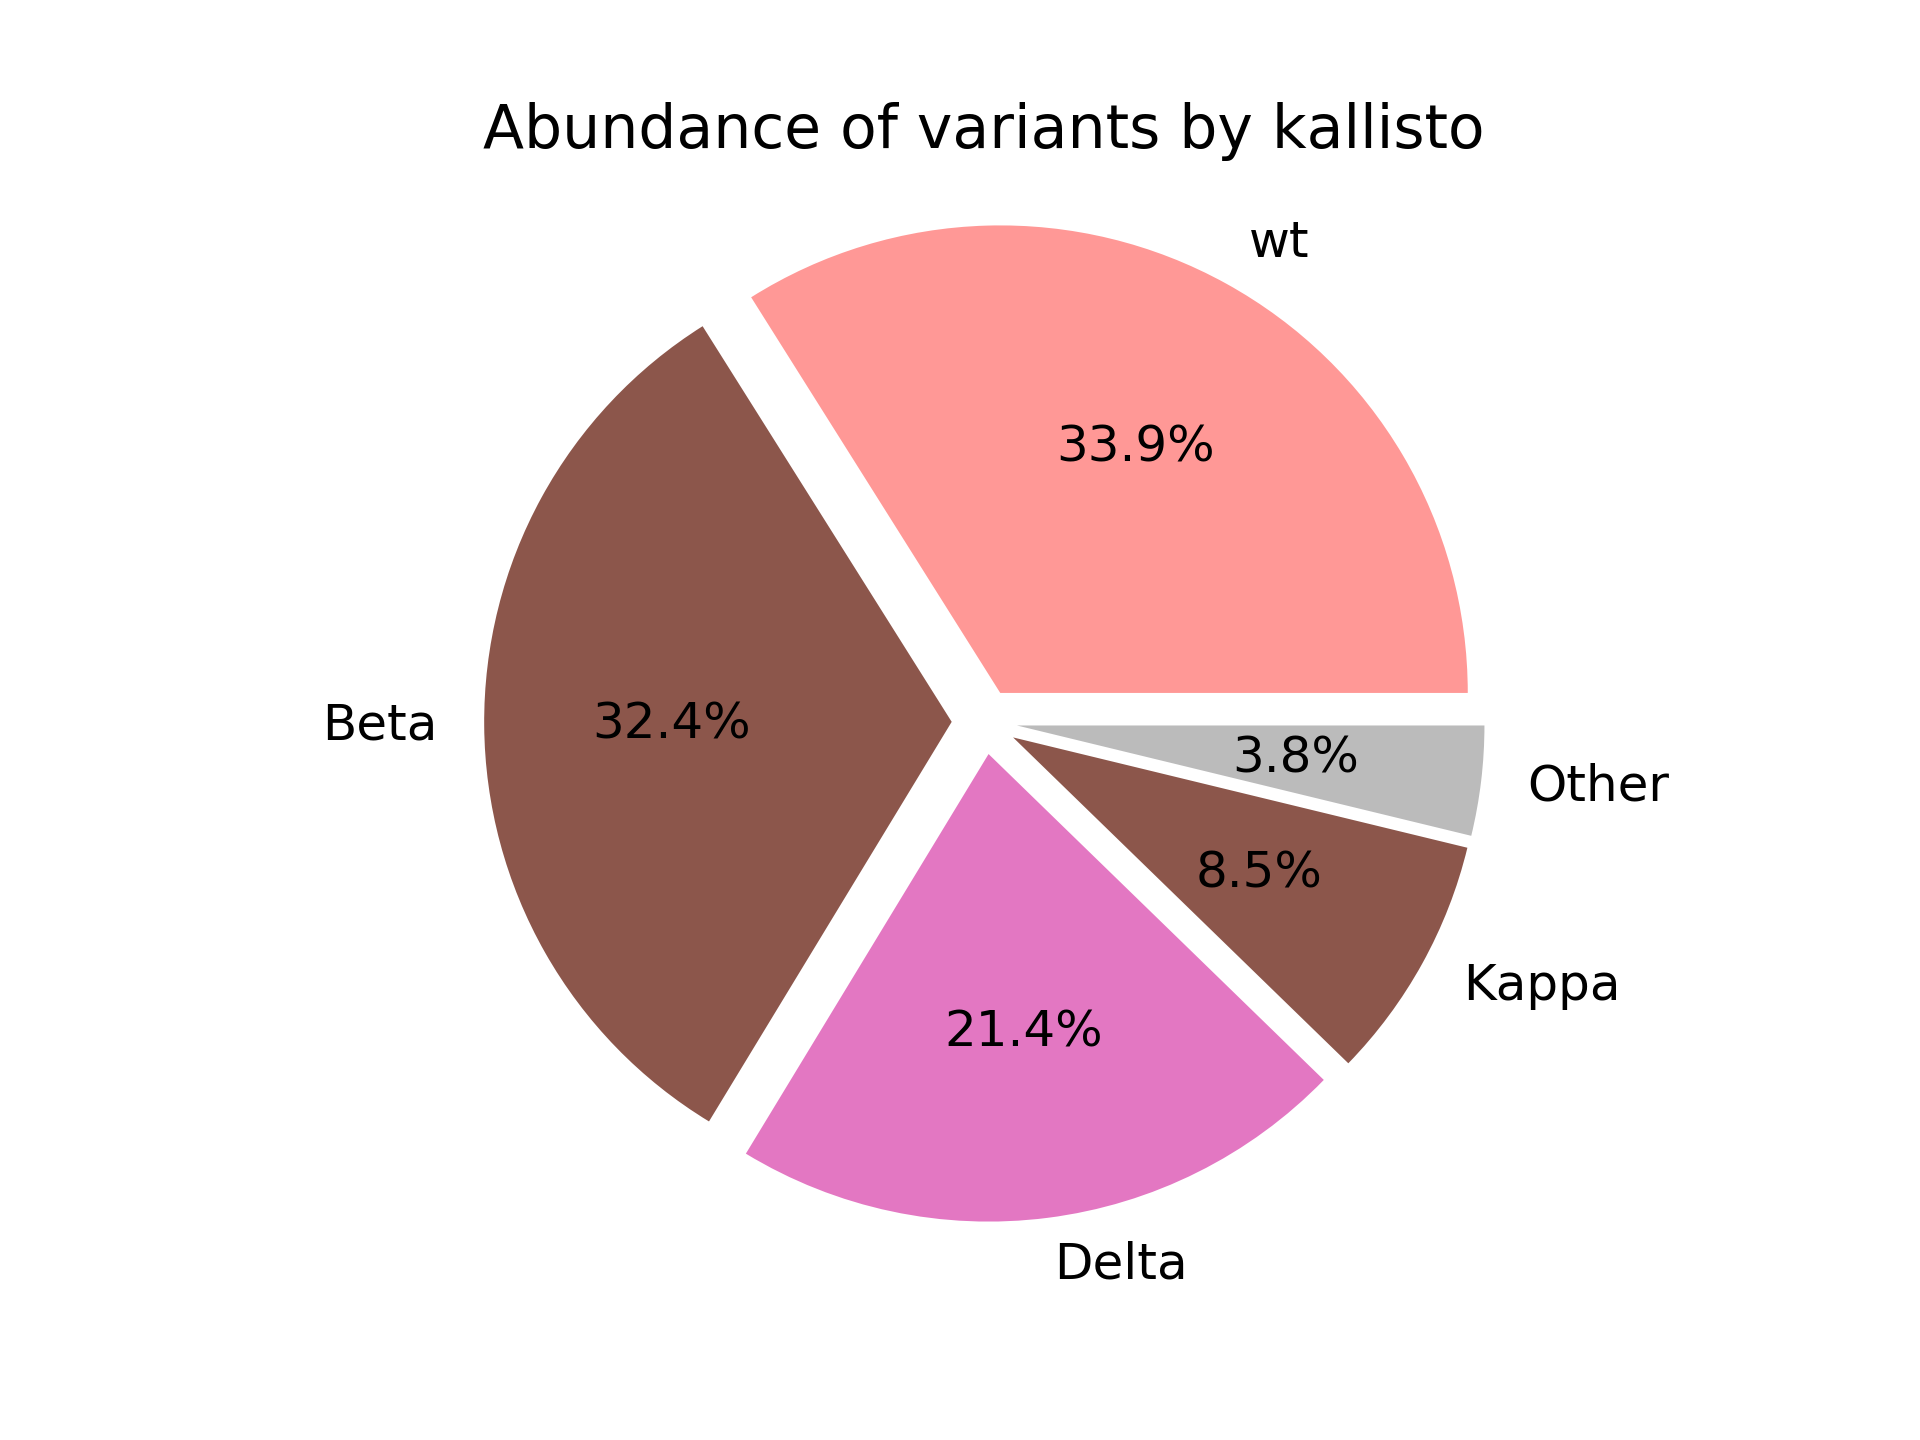 Abundance of variants by kallisto
wt
33.9%
Beta
32.4%
3.8%
Other
8.5%
Kappa
21.4%
Delta